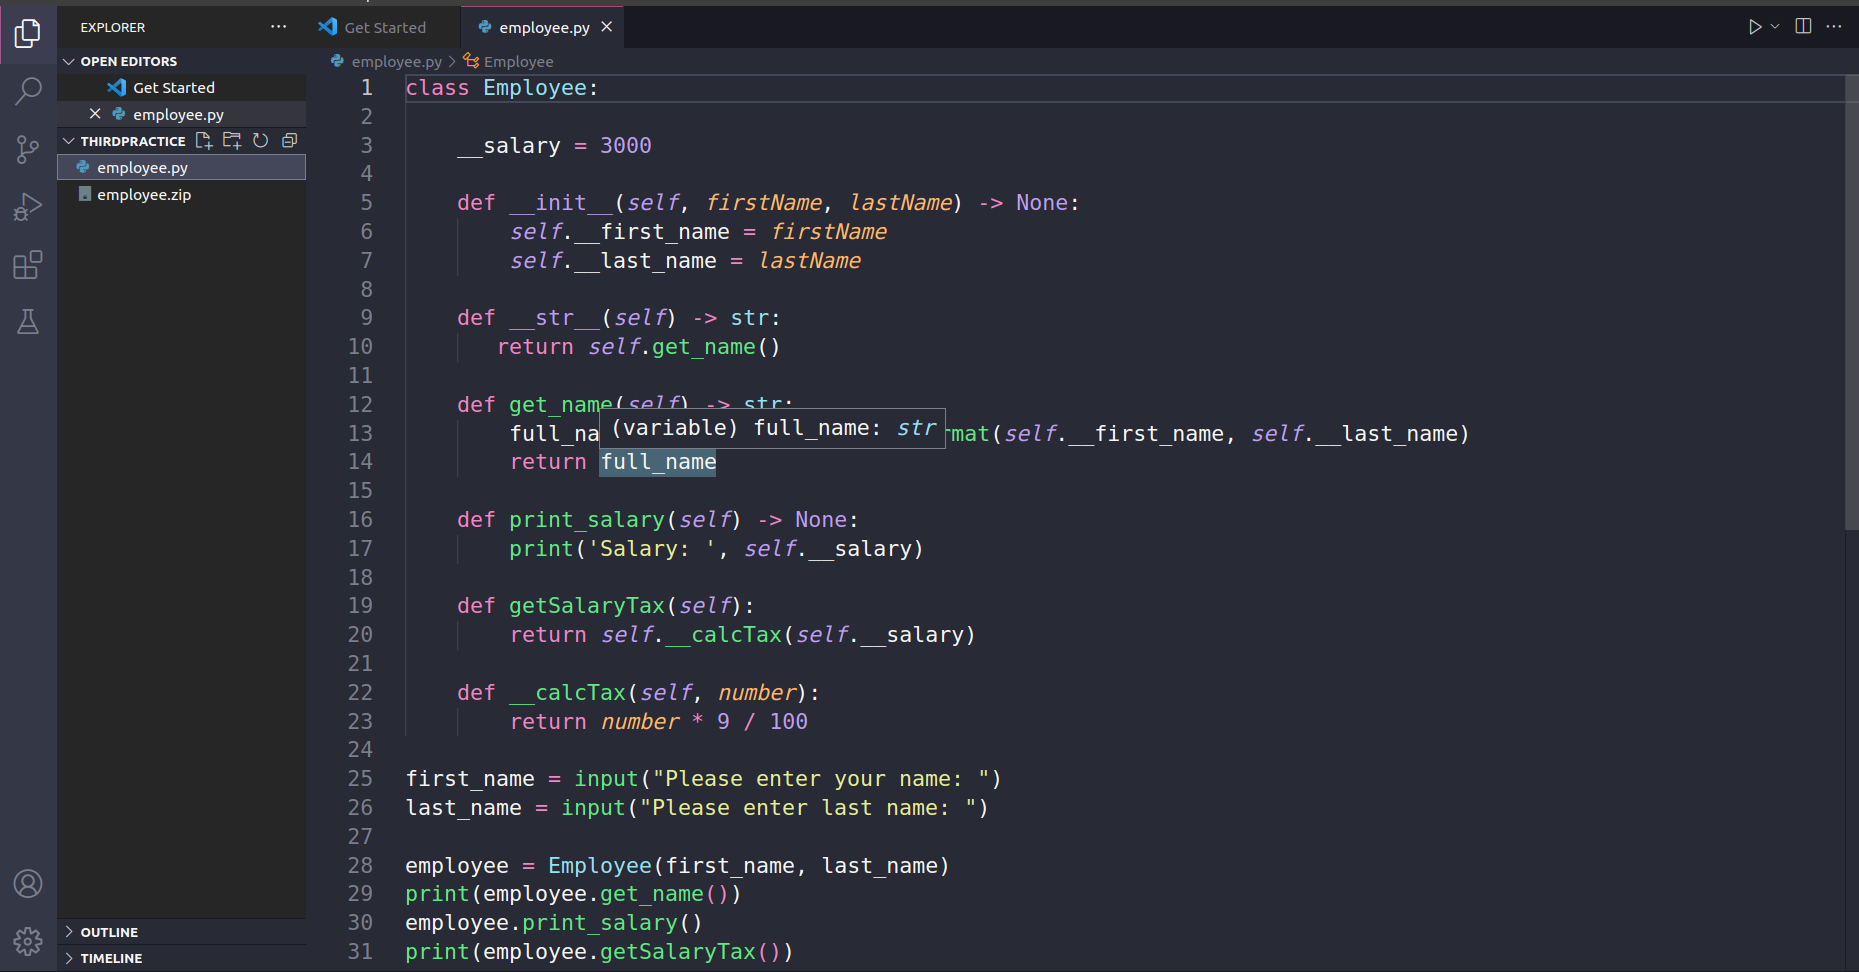 EXPLORER
Get Started
employee.py
OPEN EDITORS
employee.py
Employee
Get Started
employee.py
THIRDPRACTICE
employee.py
employee.zip
1 class Employee:
2
3 __salary = 3000
4
5 def __init__(self, firstName, lastName) -> None:
6 self.__first_name = firstName
7 self.__last_name = lastName
8
9 def __str__(self) -> str:
10 return self.get_name()
11
12 def get_name(self) -> str:
(variable) full_name: str
13 full_na rmat(self.__first_name, self.__last_name)
14 return full_name
15
16 def print_salary(self) -> None:
17 print('Salary: ', self.__salary)
18
19 def getSalaryTax(self):
20 return self.__calcTax(self.__salary)
21
22 def __calcTax(self, number):
23 return number * 9 / 100
24
25 first_name = input("Please enter your name: ")
26 last_name = input("Please enter last name: ")
27
28 employee = Employee(first_name, last_name)
29 print(employee.get_name())
30 employee.print_salary()
31 print(employee.getSalaryTax())
OUTLINE
TIMELINE